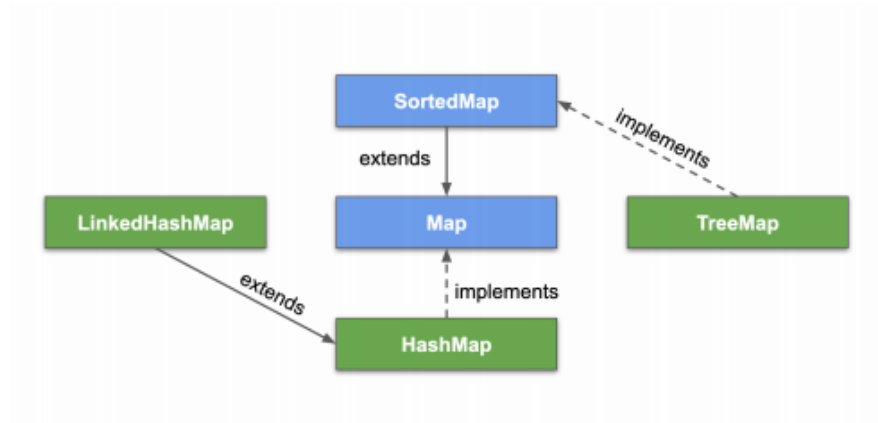 SortedMap
implements
extends
LinkedHashMap
Map
TreeMap
extends
implements
HashMap